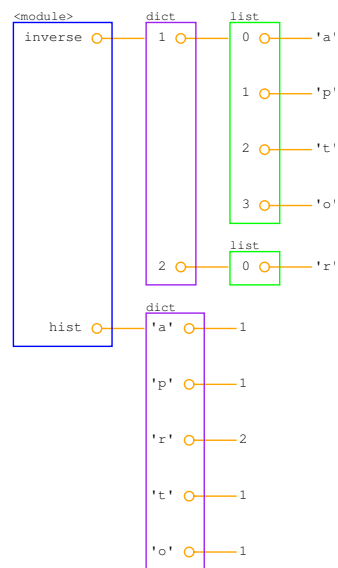 <module> dict list
inverse 1 0 'a'
1 'p'
2 't'
3 'o'
list
2 0 'r'
dict
hist 'a' 1
'p' 1
'r' 2
't' 1
'o' 1